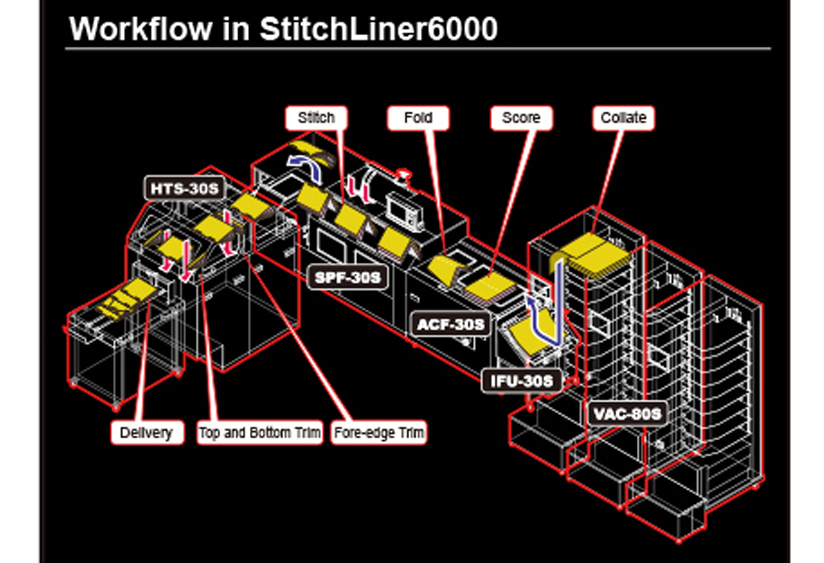 Workflow in StitchLiner6000
Stitch
Fold
Score
Collate
HTS-30S
SPF-30S
ACF-30S
IFU-30S
VAC-80S
Delivery
Top and Bottom Trim
Fore-edge Trim